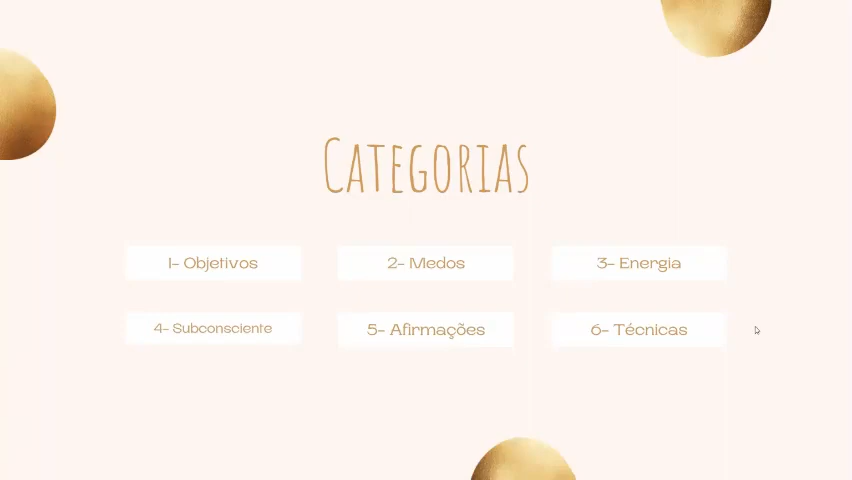 Categorias
1- Objetivos
2- Medos
3- Energia
4- Subconsciente
5- Afirmações
6- Técnicas